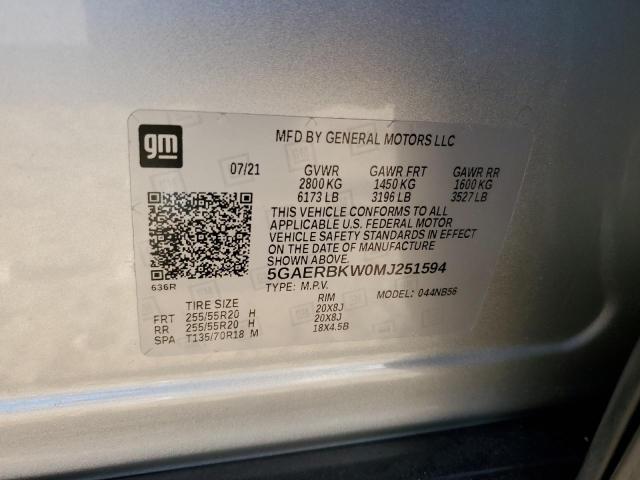 gm
MFD BY GENERAL MOTORS LLC
07/21 GVWR GAWR FRT GAWR RR
2800 KG 1450 KG 1600 KG
6173 LB 3196 LB 3527 LB
THIS VEHICLE CONFORMS TO ALL
APPLICABLE U.S. FEDERAL MOTOR
VEHICLE SAFETY STANDARDS IN EFFECT
ON THE DATE OF MANUFACTURE
SHOWN ABOVE.
636R
5GAERBKW0MJ251594
TYPE: M.P.V. MODEL: 044NB56
TIRE SIZE RIM
FRT 255/55R20 H 20X8J
RR 255/55R20 H 20X8J
SPA T135/70R18 M 18X4.5B